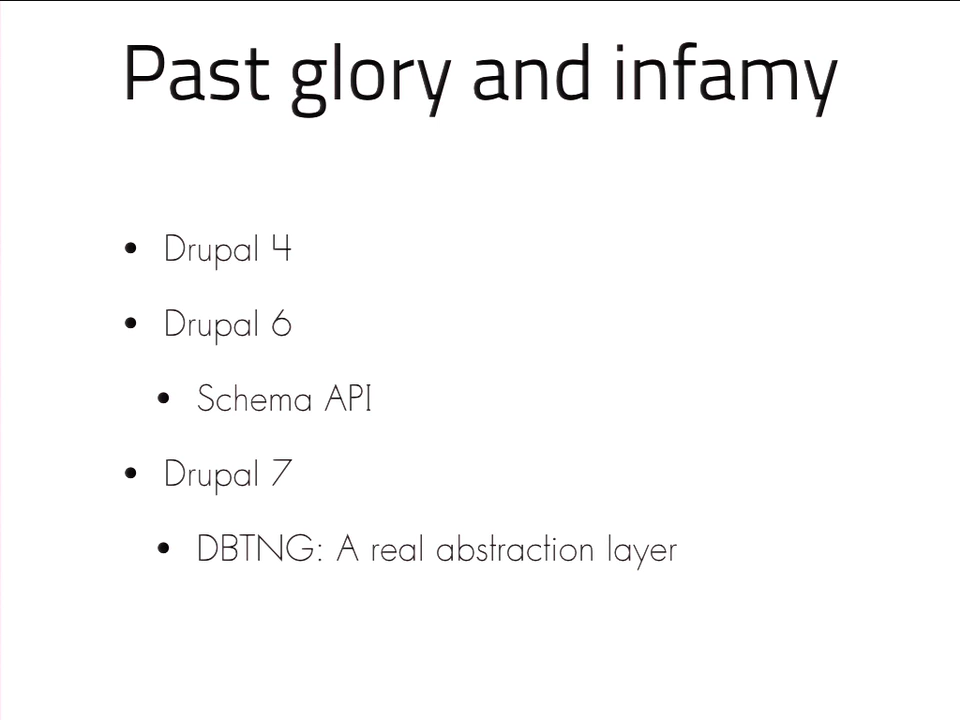 Past glory and infamy
• Drupal 4
• Drupal 6
• Schema API
• Drupal 7
• DBTNG: A real abstraction layer